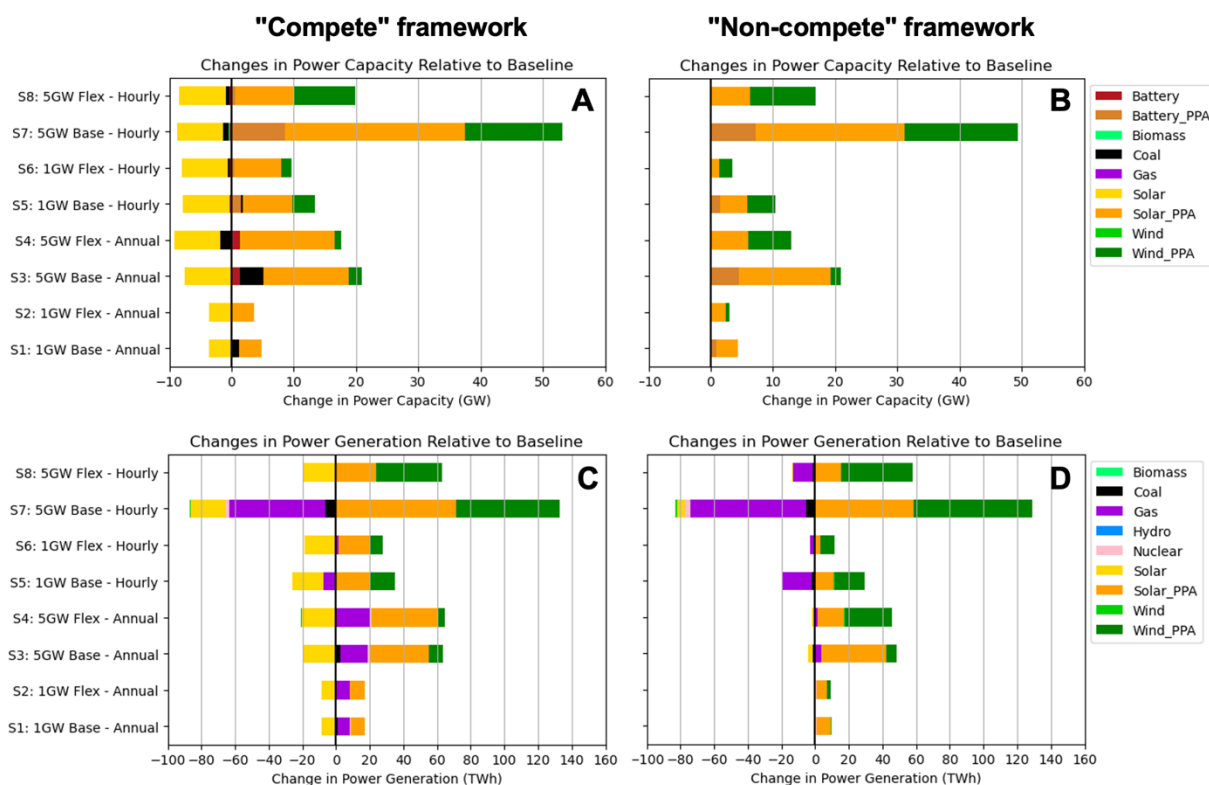 "Compete" framework
"Non-compete" framework
Changes in Power Capacity Relative to Baseline
A
S8: 5GW Flex - Hourly
S7: 5GW Base - Hourly
S6: 1GW Flex - Hourly
S5: 1GW Base - Hourly
S4: 5GW Flex - Annual
S3: 5GW Base - Annual
S2: 1GW Flex - Annual
S1: 1GW Base - Annual
−10 0 10 20 30 40 50 60
Change in Power Capacity (GW)
Changes in Power Capacity Relative to Baseline
B
−10 0 10 20 30 40 50 60
Change in Power Capacity (GW)
Battery
Battery_PPA
Biomass
Coal
Gas
Solar
Solar_PPA
Wind
Wind_PPA
Changes in Power Generation Relative to Baseline
C
S8: 5GW Flex - Hourly
S7: 5GW Base - Hourly
S6: 1GW Flex - Hourly
S5: 1GW Base - Hourly
S4: 5GW Flex - Annual
S3: 5GW Base - Annual
S2: 1GW Flex - Annual
S1: 1GW Base - Annual
−100 −80 −60 −40 −20 0 20 40 60 80 100 120 140 160
Change in Power Generation (TWh)
Changes in Power Generation Relative to Baseline
D
−100 −80 −60 −40 −20 0 20 40 60 80 100 120 140 160
Change in Power Generation (TWh)
Biomass
Coal
Gas
Hydro
Nuclear
Solar
Solar_PPA
Wind
Wind_PPA